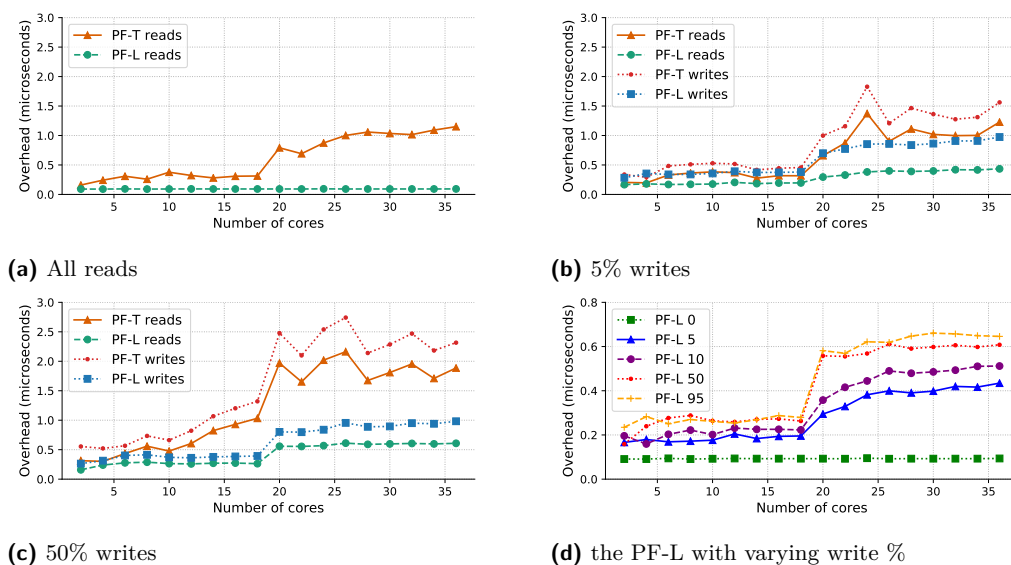 3.0
2.5
2.0
1.5
1.0
0.5
0.0
Overhead (microseconds)
PF-T reads
PF-L reads
5 10 15 20 25 30 35
Number of cores
(a) All reads
3.0
2.5
2.0
1.5
1.0
0.5
0.0
Overhead (microseconds)
PF-T reads
PF-L reads
PF-T writes
PF-L writes
5 10 15 20 25 30 35
Number of cores
(b) 5% writes
3.0
2.5
2.0
1.5
1.0
0.5
0.0
Overhead (microseconds)
PF-T reads
PF-L reads
PF-T writes
PF-L writes
5 10 15 20 25 30 35
Number of cores
(c) 50% writes
0.8
0.6
0.4
0.2
0.0
Overhead (microseconds)
PF-L 0
PF-L 5
PF-L 10
PF-L 50
PF-L 95
5 10 15 20 25 30 35
Number of cores
(d) the PF-L with varying write %